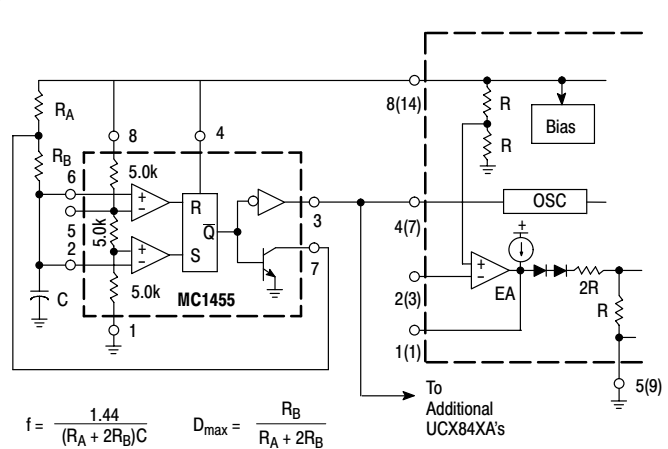 R_A
R_B
C
8
4
6
5
2
5.0k
5.0k
5.0k
+
−
+
−
R
S
Q̅
MC1455
3
7
1
8(14)
R
R
Bias
4(7)
OSC
+
2(3)
+
−
EA
2R
R
1(1)
5(9)
To
Additional
UCX84XA's
f = 1.44 / (R_A + 2R_B)C
D_max = R_B / R_A + 2R_B